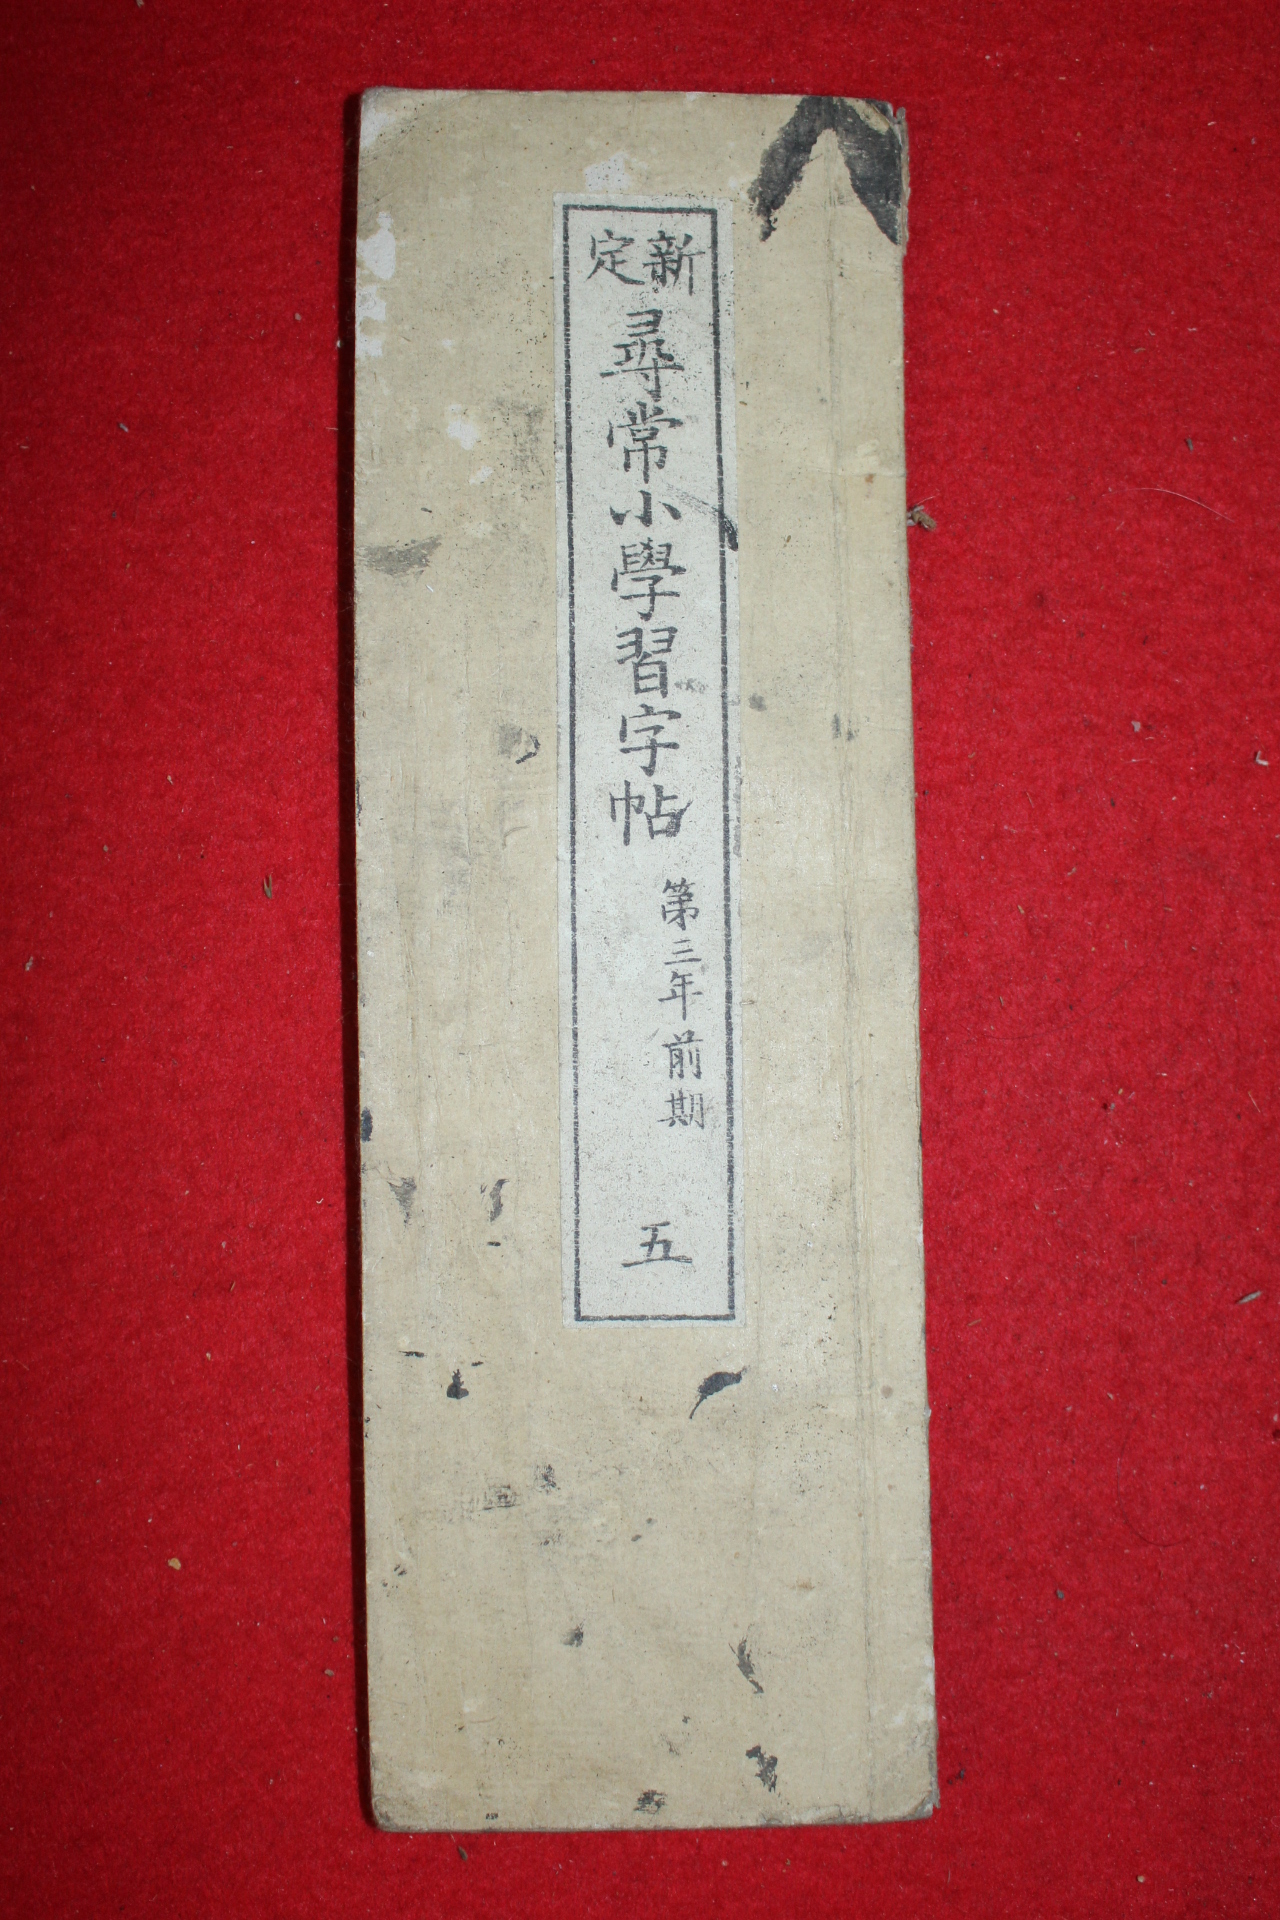 新定
尋常小學習字帖
第三年前期
五